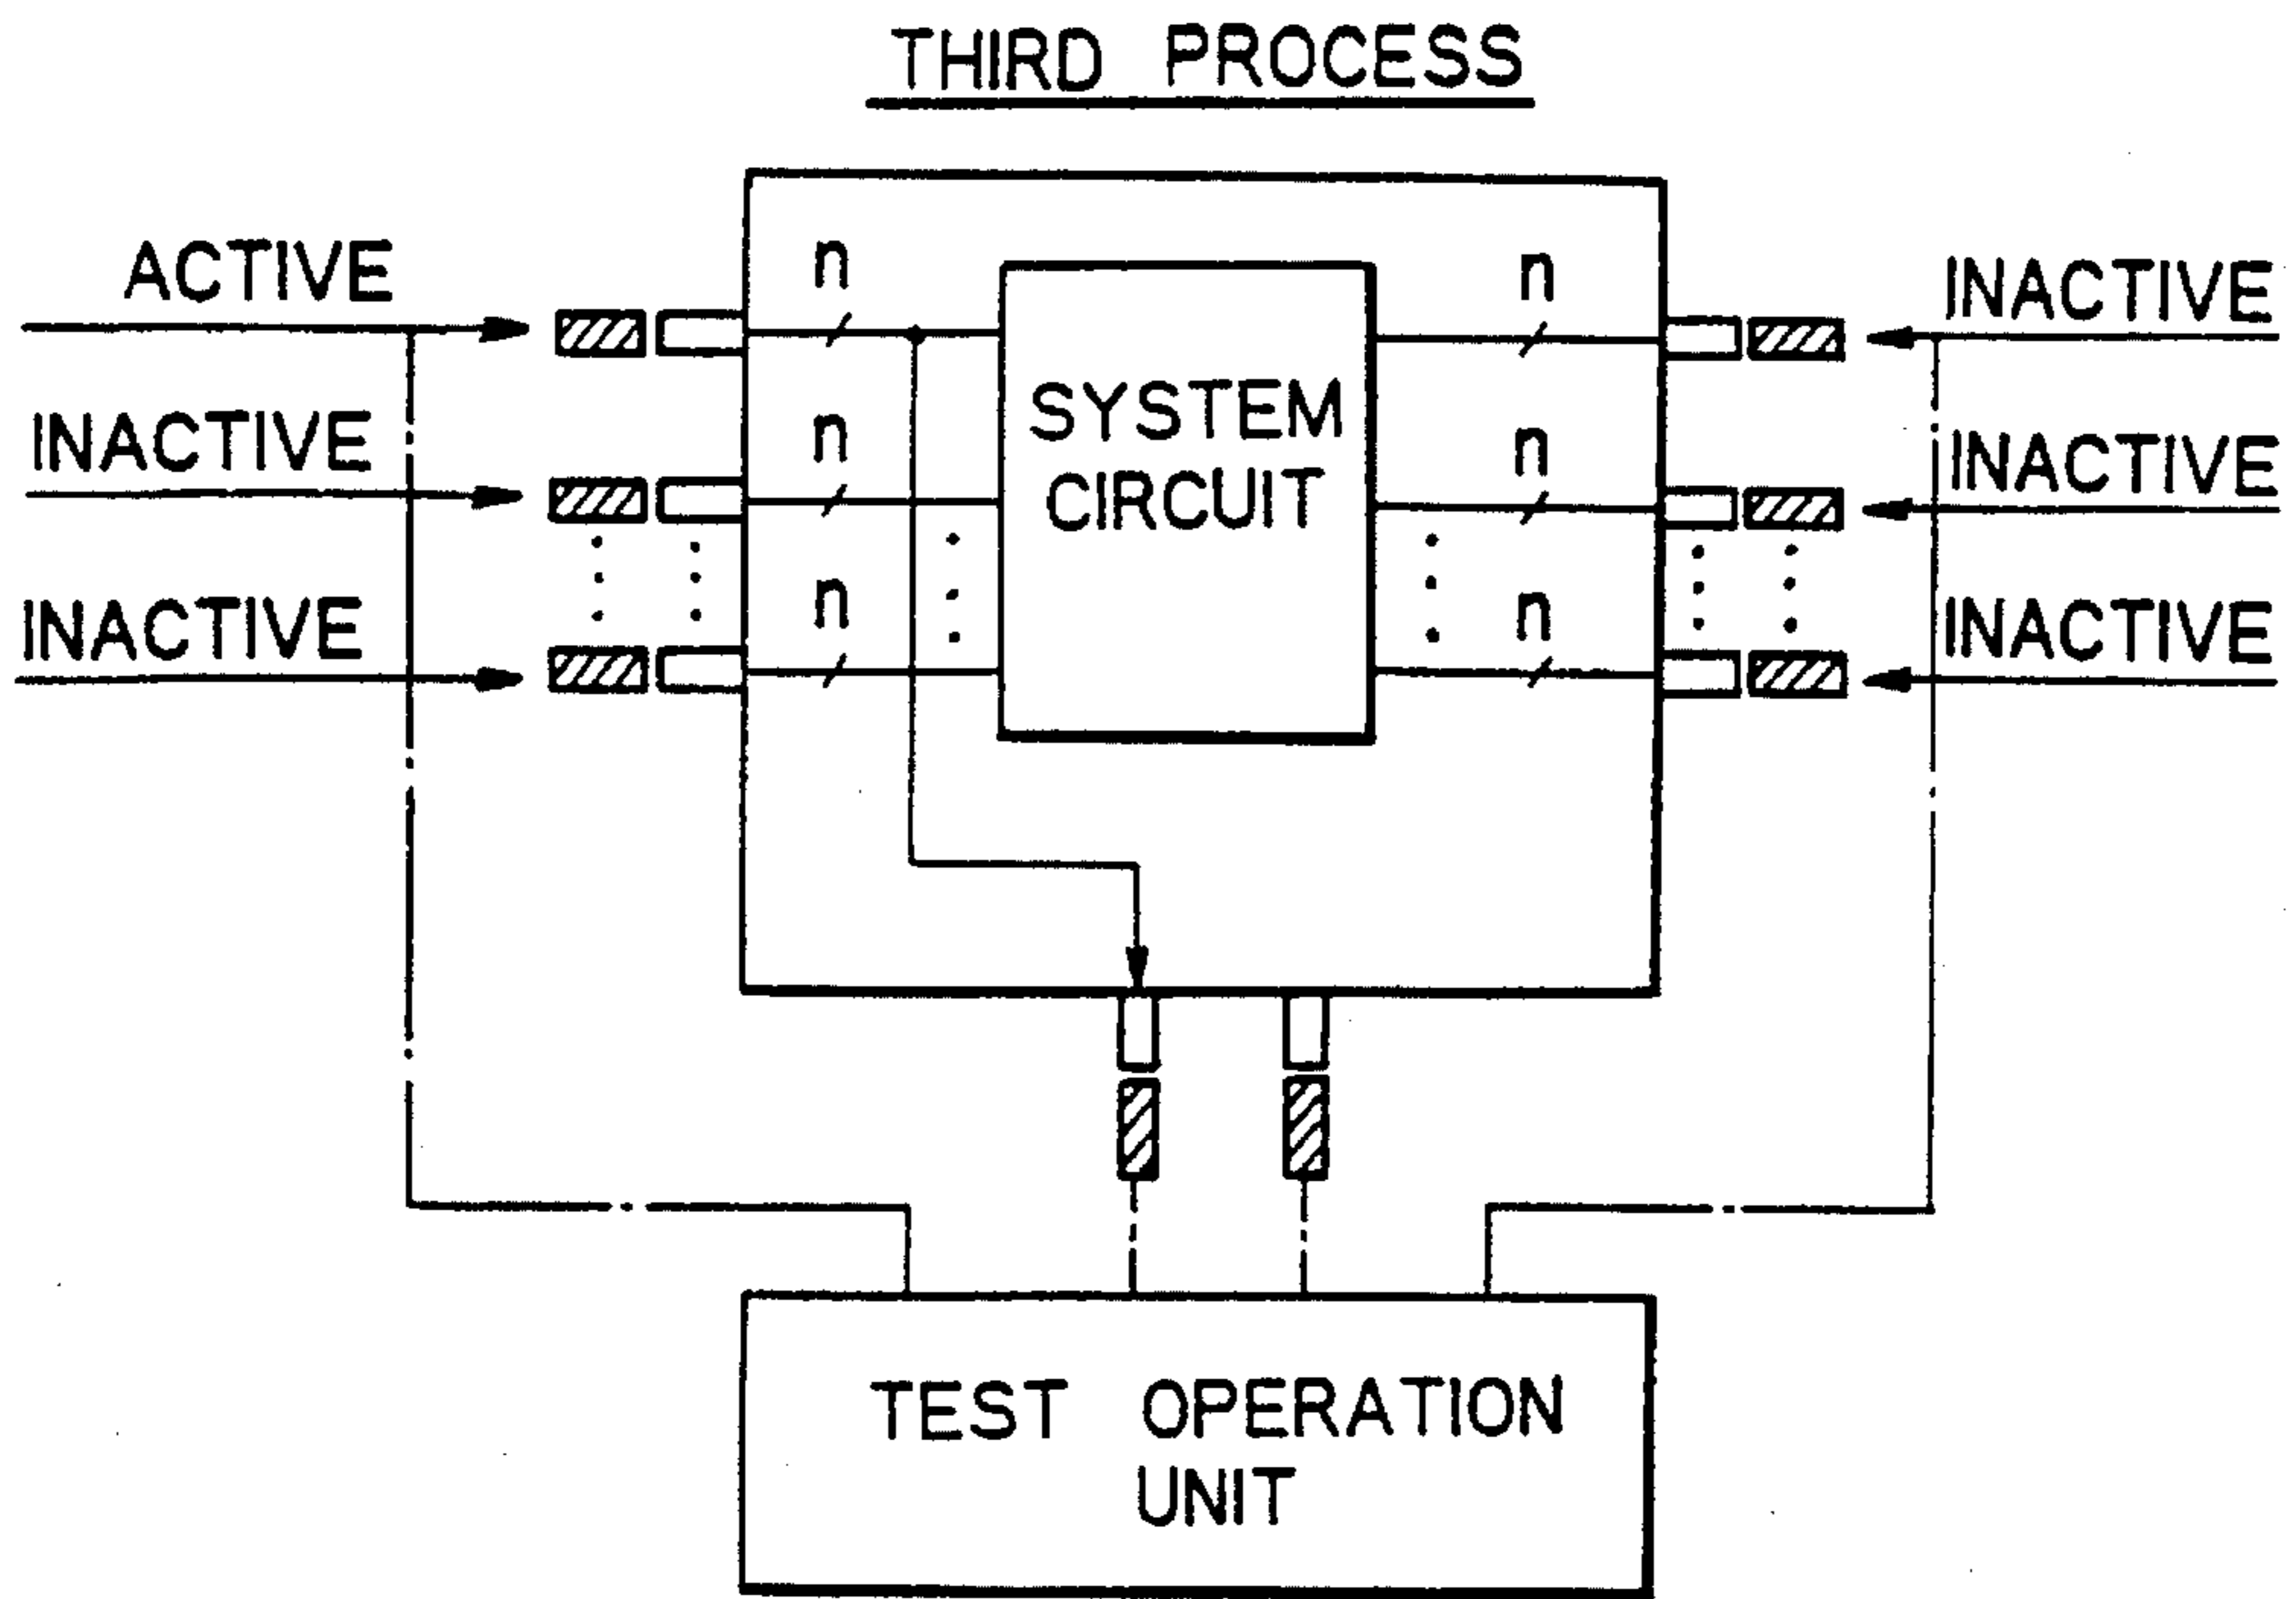 THIRD PROCESS
ACTIVE
n
n
INACTIVE
INACTIVE
n
SYSTEM
CIRCUIT
n
INACTIVE
INACTIVE
n
n
INACTIVE
TEST OPERATION
UNIT